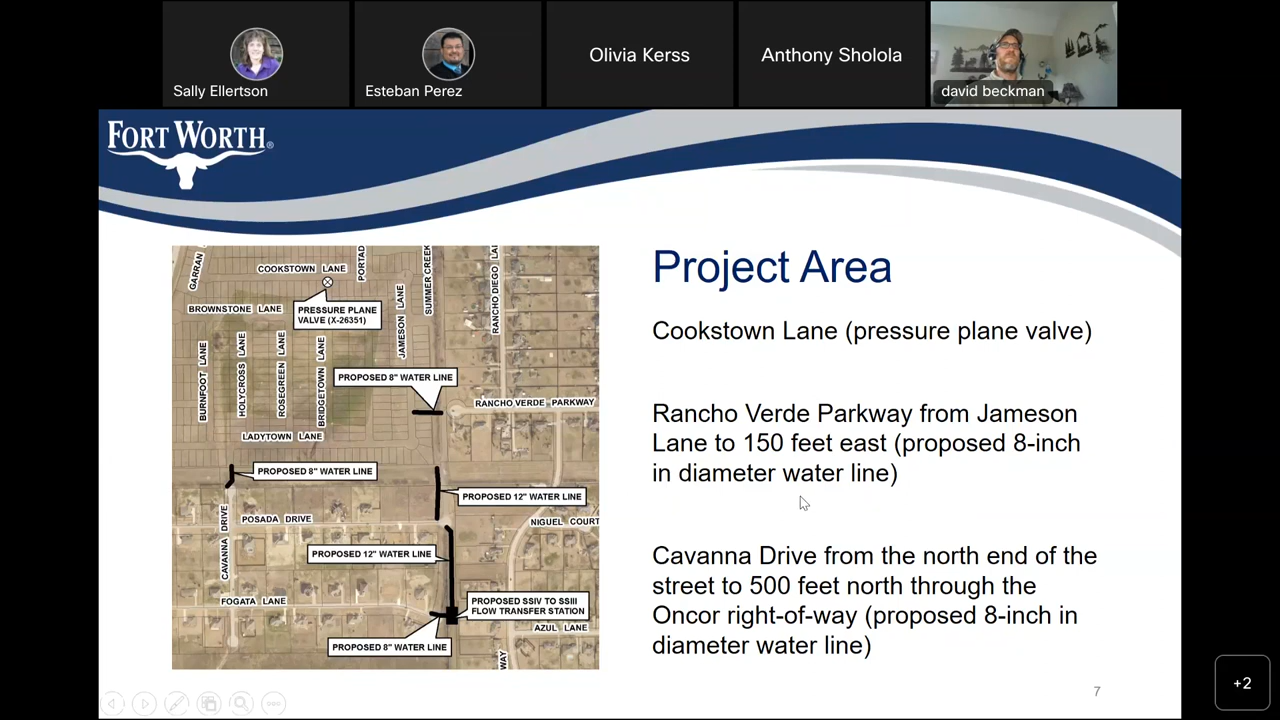 Olivia Kerss
Anthony Sholola
Sally Ellertson
Esteban Perez
david beckman
FORT WORTH®
Project Area
Cookstown Lane (pressure plane valve)
Rancho Verde Parkway from Jameson
Lane to 150 feet east (proposed 8-inch
in diameter water line)
Cavanna Drive from the north end of the
street to 500 feet north through the
Oncor right-of-way (proposed 8-inch in
diameter water line)
GARRAN
COOKSTOWN LANE
PORTAD
SUMMER CREEK
RANCHO DIEGO LA
BROWNSTONE LANE
PRESSURE PLANE
VALVE (X-26351)
JAMESON LANE
BURNFOOT LANE
HOLYCROSS LANE
ROSEGREEN LANE
BRIDGETOWN LANE
PROPOSED 8" WATER LINE
RANCHO VERDE PARKWAY
LADYTOWN LANE
PROPOSED 8" WATER LINE
PROPOSED 12" WATER LINE
CAVANNA DRIVE
POSADA DRIVE
NIGUEL COURT
PROPOSED 12" WATER LINE
FOGATA LANE
PROPOSED SSIV TO SSIII
FLOW TRANSFER STATION
AZUL LANE
PROPOSED 8" WATER LINE
WAY
7
+2